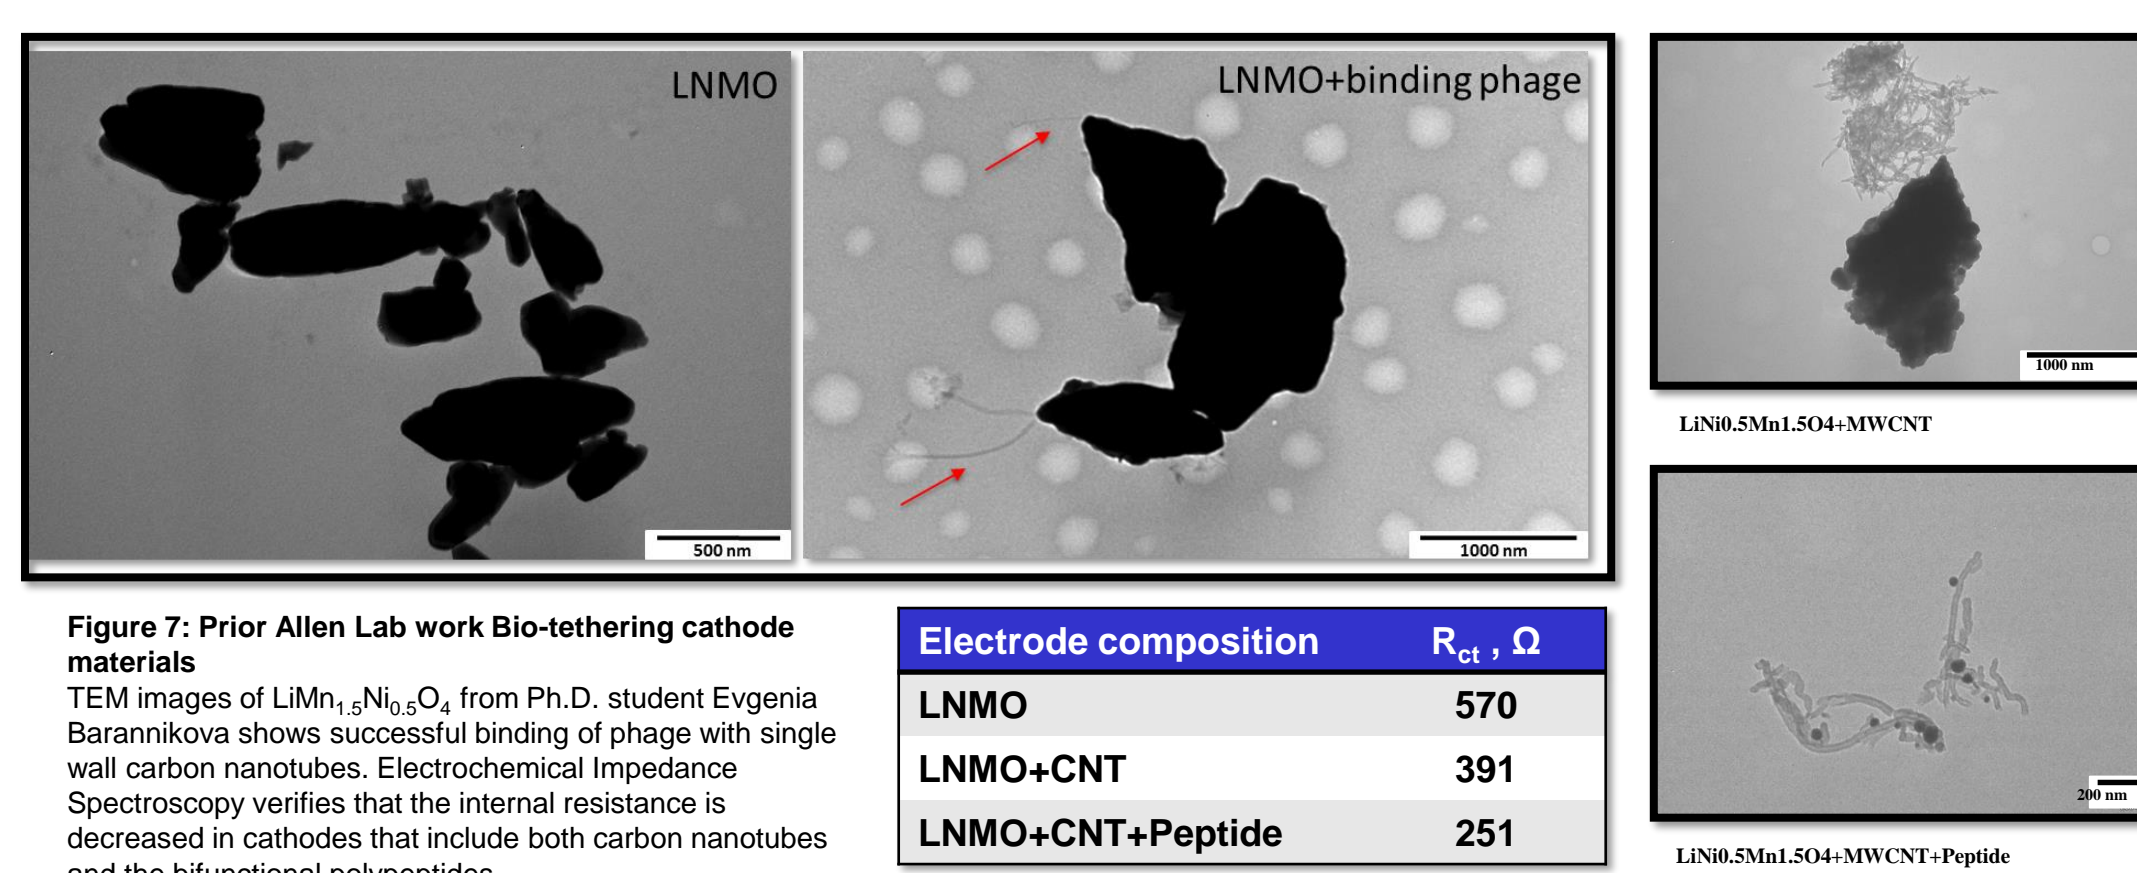 LNMO
500 nm
LNMO+binding phage
1000 nm
1000 nm
LiNi0.5Mn1.5O4+MWCNT
200 nm
LiNi0.5Mn1.5O4+MWCNT+Peptide
Figure 7: Prior Allen Lab work Bio-tethering cathode
materials
TEM images of LiMn1.5Ni0.5O4 from Ph.D. student Evgenia
Barannikova shows successful binding of phage with single
wall carbon nanotubes. Electrochemical Impedance
Spectroscopy verifies that the internal resistance is
decreased in cathodes that include both carbon nanotubes
and the bifunctional polypeptides
Electrode composition Rct , Ω
LNMO 570
LNMO+CNT 391
LNMO+CNT+Peptide 251